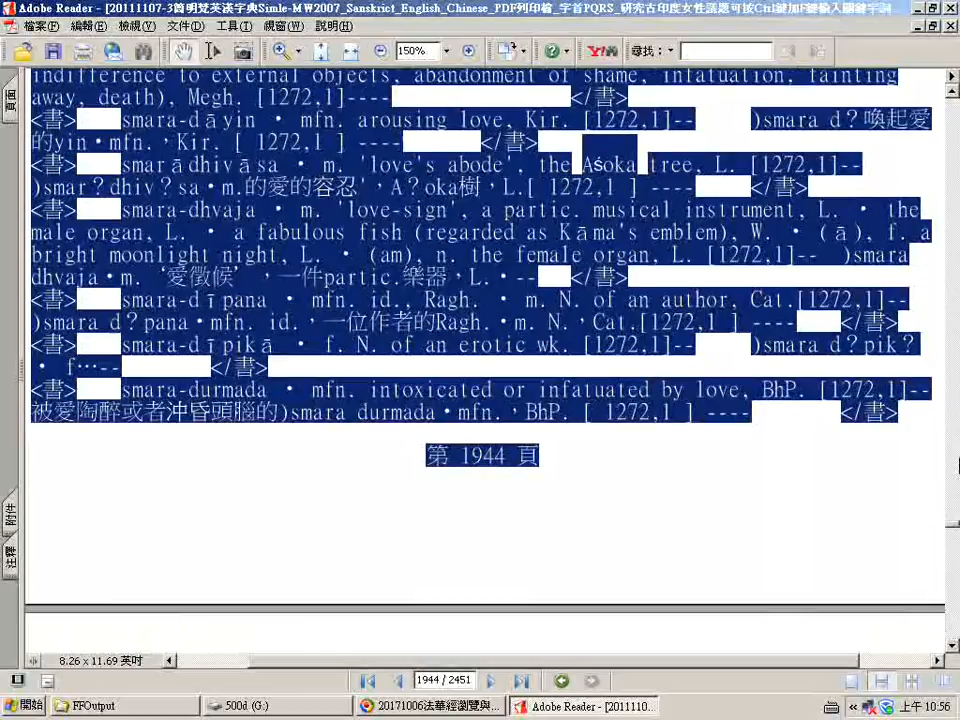 Adobe Reader - [20111107-3簡明梵英漢字典Simle-MW2007_Sanskrict_English_Chinese_PDF列印檔_字首PQRS_研究古印度女性議題可按Ctrl鍵加F鍵輸入關鍵字詞
檔案(F) 編輯(E) 檢視(V) 文件(D) 工具(T) 視窗(W) 說明(H)
150% Y! 尋找：
頁面
indifference to external objects, abandonment of shame, infatuation. fainting
away, death), Megh. [1272,1]---- </書>
<書> smara-dāyin • mfn. arousing love, Kir. [1272,1]-- )smara d？喚起愛
的yin•mfn.，Kir. [ 1272,1 ] ---- </書>
<書> smarādhivāsa • m. 'love's abode', the Aśoka tree, L. [1272,1]--
)smar？dhiv？sa•m.的愛的容忍'，A？oka樹，L.[ 1272,1 ] ---- </書>
<書> smara-dhvaja • m. 'love-sign', a partic. musical instrument, L. • the
male organ, L. • a fabulous fish (regarded as Kāma's emblem), W. • (ā), f. a
bright moonlight night, L. • (am), n. the female organ, L. [1272,1]-- )smara
dhvaja•m.‘愛徵候’，一件partic.樂器，L.•-- </書>
<書> smara-dīpana • mfn. id., Ragh. • m. N. of an author, Cat.[1272,1]--
)smara d？pana•mfn. id.，一位作者的Ragh.•m. N.，Cat.[1272,1 ] ---- </書>
<書> smara-dīpikā • f. N. of an erotic wk. [1272,1]-- )smara d？pik？
• f…-- </書>
<書> smara-durmada • mfn. intoxicated or infatuated by love, BhP. [1272,1]--
被愛陶醉或者沖昏頭腦的)smara durmada•mfn.，BhP. [ 1272,1 ] ---- </書>
第 1944 頁
附件
注釋
8.26 x 11.69 英吋
1944 / 2451
開始 FFOutput 500d (G:) 20171006法華經瀏覽與... Adobe Reader - [2011110... « 上午 10:56